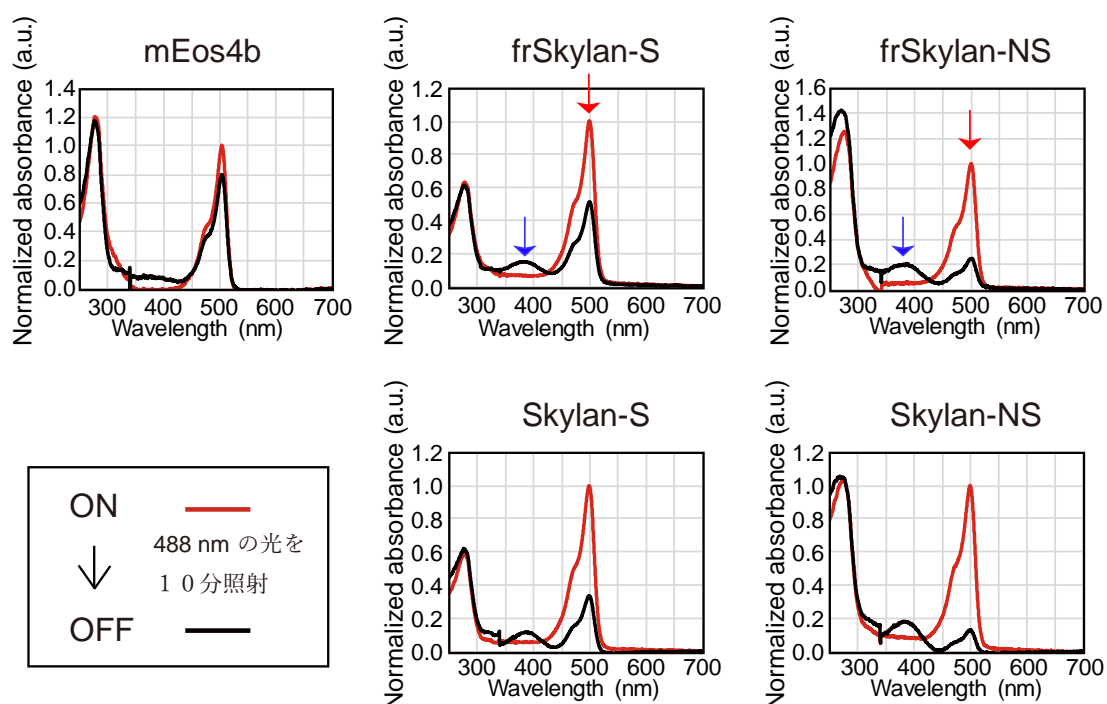 mEos4b
Normalized absorbance (a.u.)
1.4
1.2
1.0
0.8
0.6
0.4
0.2
0.0
300 400 500 600 700
Wavelength (nm)
frSkylan-S
Normalized absorbance (a.u.)
1.2
1.0
0.8
0.6
0.4
0.2
0.0
300 400 500 600 700
Wavelength (nm)
frSkylan-NS
Normalized absorbance (a.u.)
1.6
1.4
1.2
1.0
0.8
0.6
0.4
0.2
0.0
300 400 500 600 700
Wavelength (nm)
ON
488 nm の光を
１０分照射
OFF
Skylan-S
Normalized absorbance (a.u.)
1.2
1.0
0.8
0.6
0.4
0.2
0.0
300 400 500 600 700
Wavelength (nm)
Skylan-NS
Normalized absorbance (a.u.)
1.2
1.0
0.8
0.6
0.4
0.2
0.0
300 400 500 600 700
Wavelength (nm)